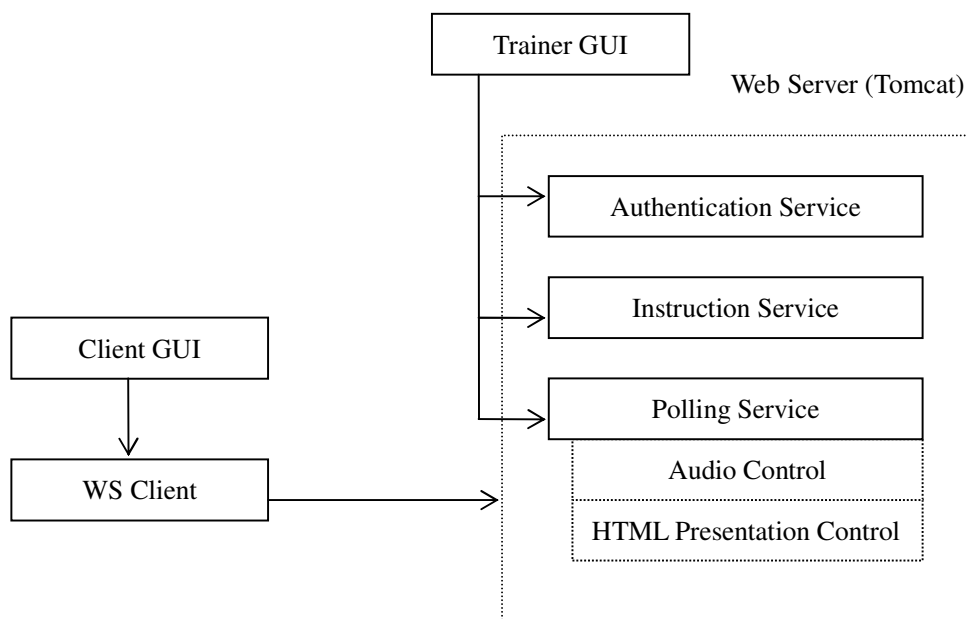 Trainer GUI
Web Server (Tomcat)
Authentication Service
Instruction Service
Client GUI
Polling Service
Audio Control
WS Client
HTML Presentation Control